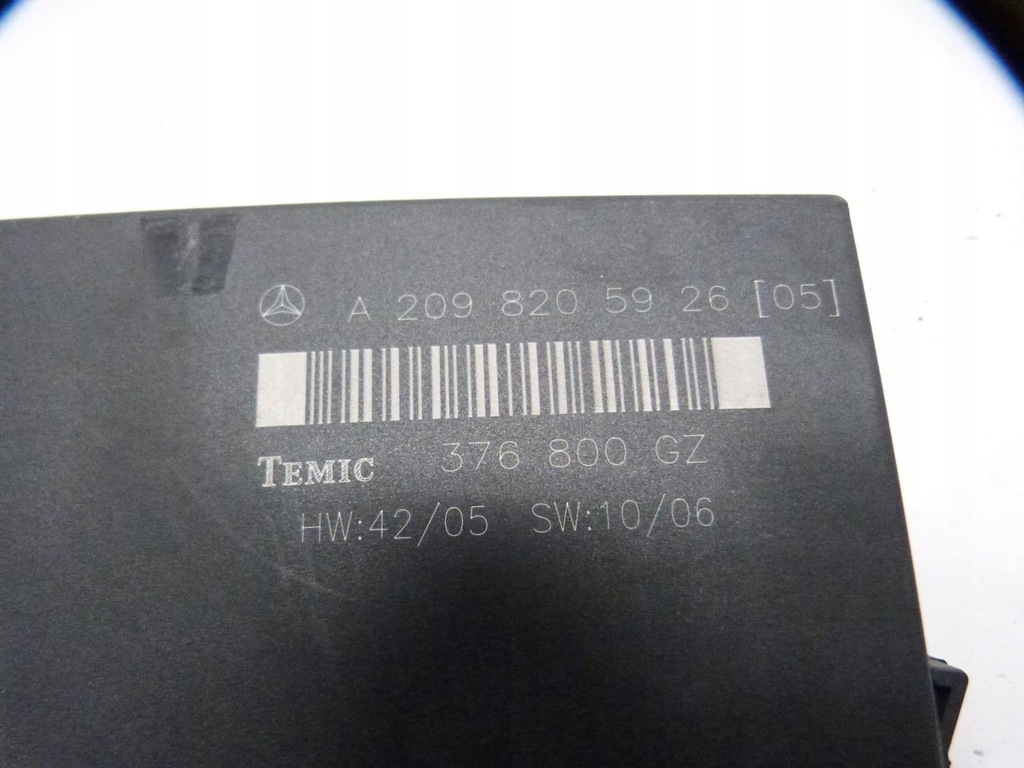 A 209 820 59 26 [05]
TEMIC 376 800 GZ
HW:42/05 SW:10/06